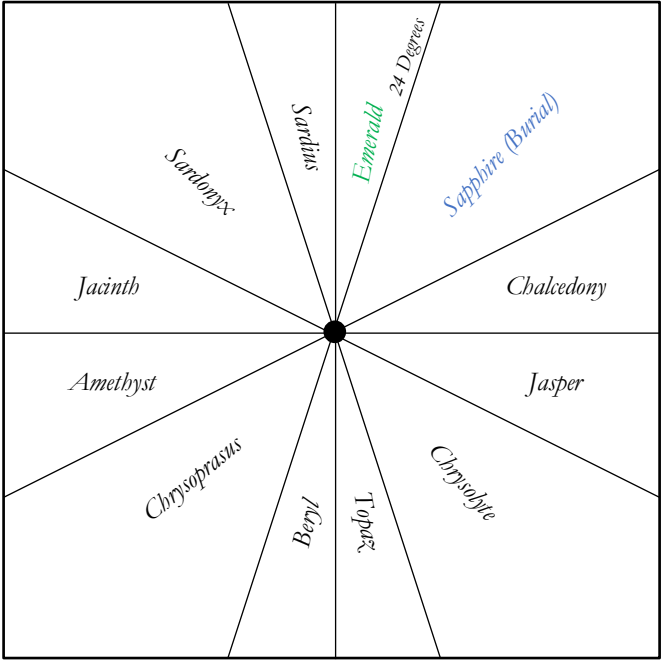 Sardius
Emerald
24 Degrees
Sapphire (Burial)
Sardonyx
Jacinth
Chalcedony
Amethyst
Jasper
Chrysoprasus
Chrysolyte
Beryl
Topaz